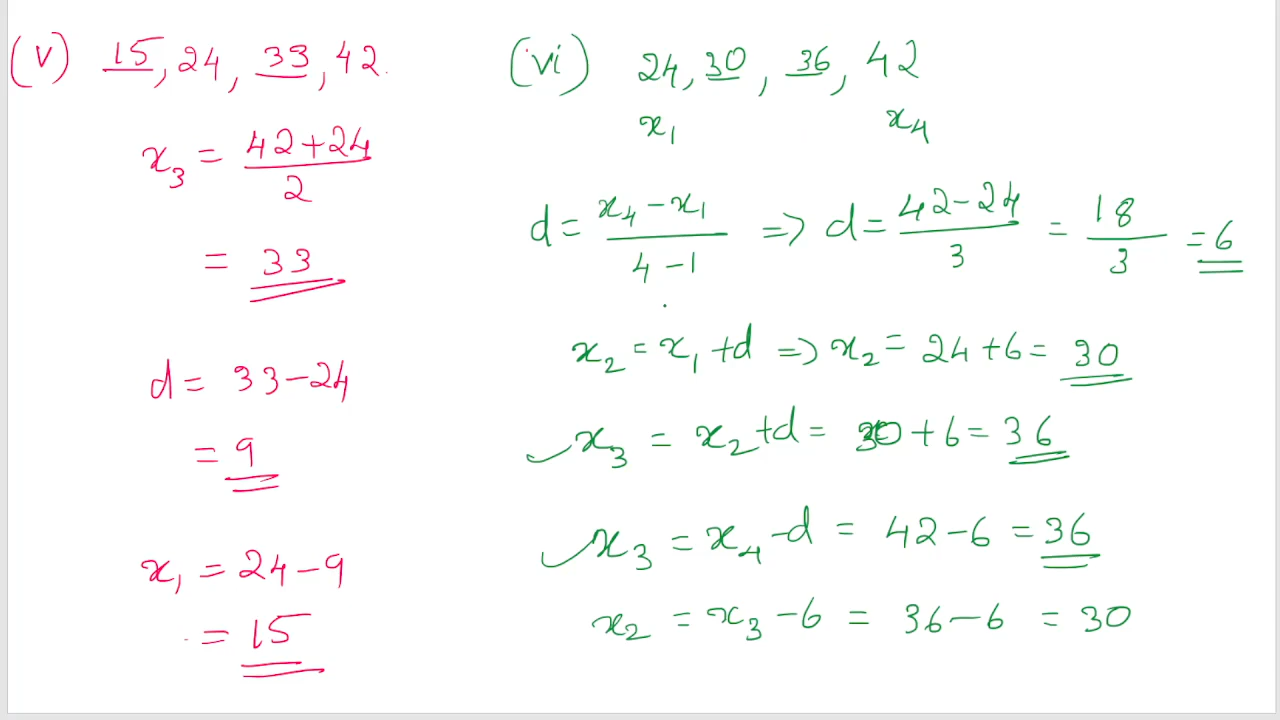 (v) 15, 24, 33, 42.
x₃ = (42+24)/2
= 33
d = 33-24
= 9
x₁ = 24-9
= 15
(vi) 24, 30, 36, 42
x₁ x₄
d = (x₄-x₁)/(4-1) => d = (42-24)/3 = 18/3 = 6
x₂ = x₁+d => x₂ = 24+6 = 30
✓x₃ = x₂+d = 30+6 = 36
✓x₃ = x₄-d = 42-6 = 36
x₂ = x₃-6 = 36-6 = 30